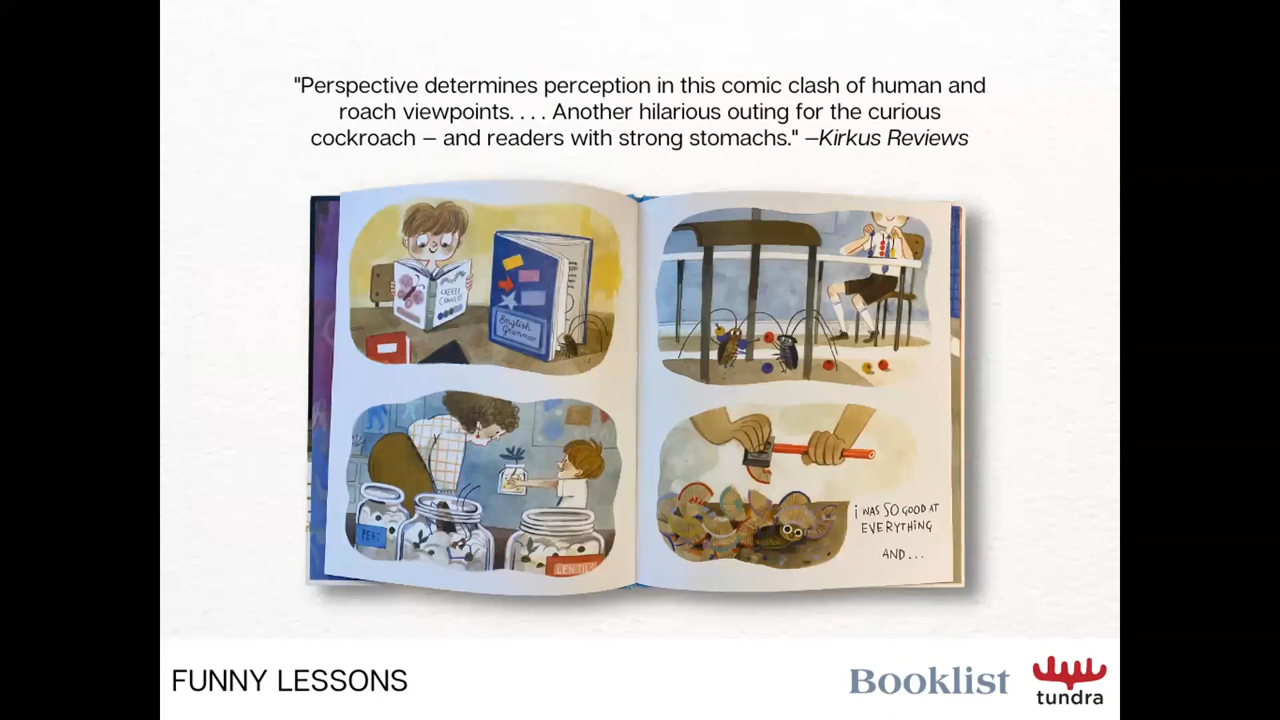 "Perspective determines perception in this comic clash of human and
roach viewpoints. . . . Another hilarious outing for the curious
cockroach – and readers with strong stomachs." –Kirkus Reviews
English
Grammar
PEAS
LENTILS
I WAS SO GOOD AT
EVERYTHING
AND...
FUNNY LESSONS
Booklist
tundra